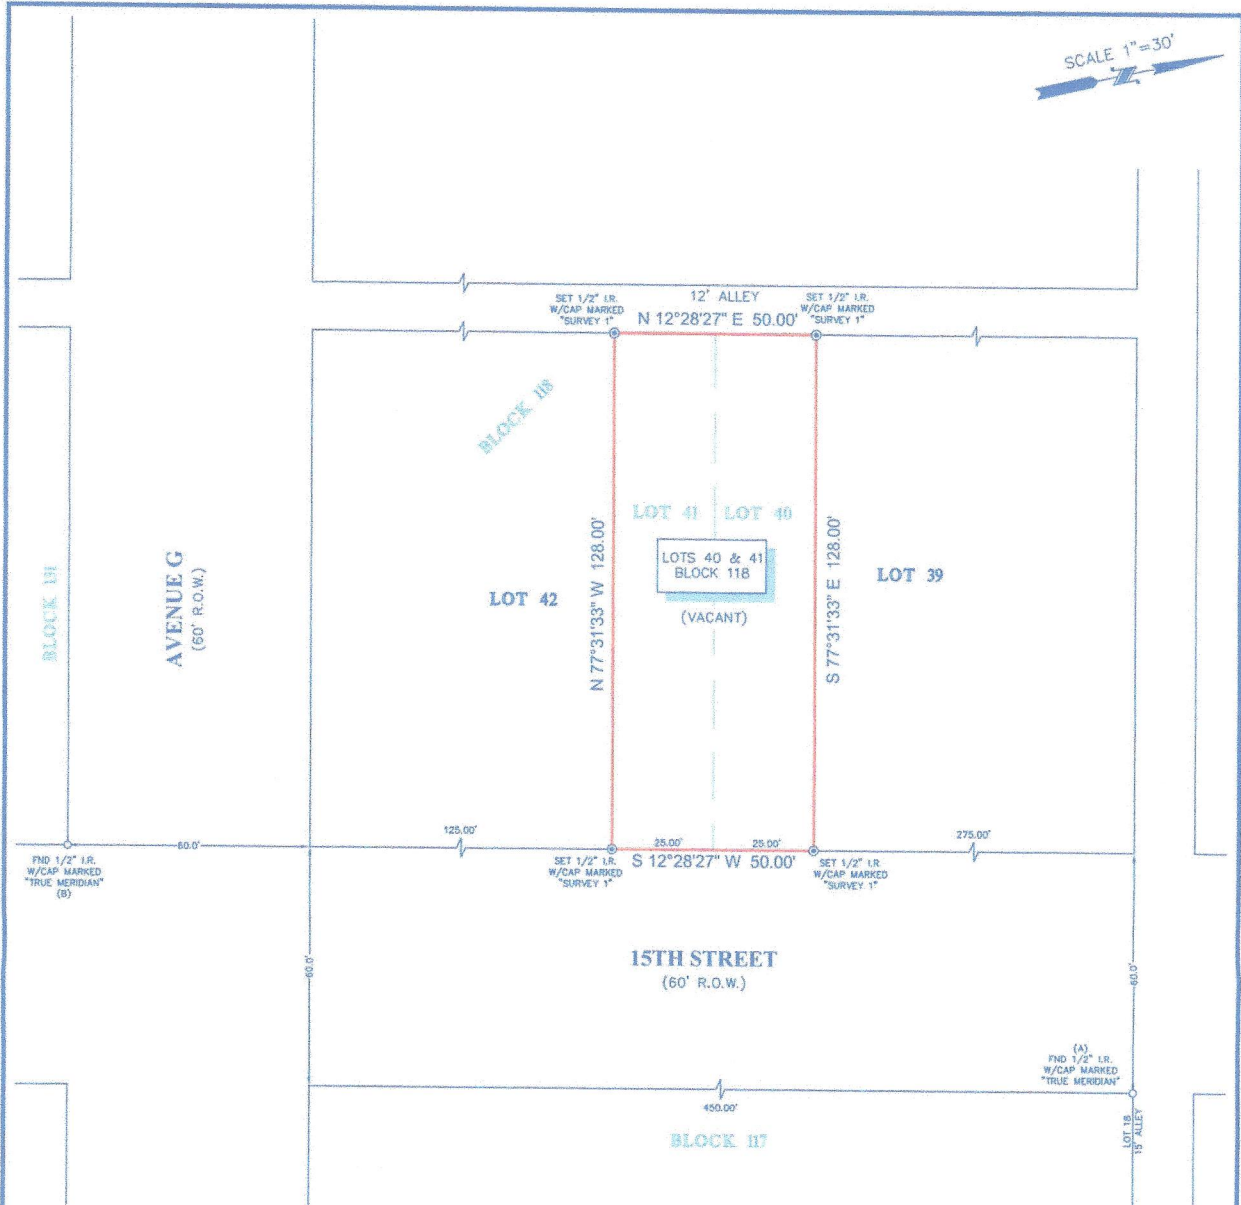 SCALE 1"=30'
N
SET 1/2" I.R.
W/CAP MARKED
"SURVEY 1"
12' ALLEY
N 12°28'27" E 50.00'
SET 1/2" I.R.
W/CAP MARKED
"SURVEY 1"
BLOCK 118
LOT 41
LOT 40
LOTS 40 & 41
BLOCK 118
(VACANT)
N 77°31'33" W 128.00'
S 77°31'33" E 128.00'
LOT 42
LOT 39
BLOCK 131
AVENUE G
(60' R.O.W.)
60.0'
125.00'
25.00'
25.00'
275.00'
FND 1/2" I.R.
W/CAP MARKED
"TRUE MERIDIAN"
(B)
SET 1/2" I.R.
W/CAP MARKED
"SURVEY 1"
S 12°28'27" W 50.00'
SET 1/2" I.R.
W/CAP MARKED
"SURVEY 1"
15TH STREET
(60' R.O.W.)
60.0'
60.0'
(A)
FND 1/2" I.R.
W/CAP MARKED
"TRUE MERIDIAN"
450.00'
BLOCK 117
LOT 18
15' ALLEY